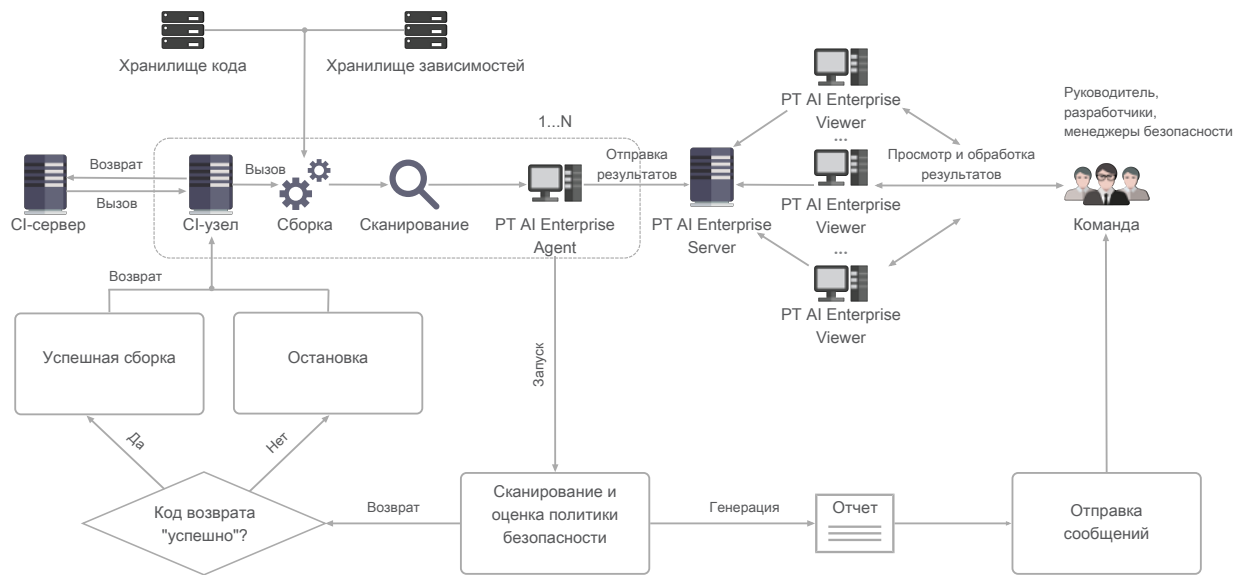 Хранилище кода
Хранилище зависимостей
1...N
PT AI Enterprise
Viewer
...
Руководитель,
разработчики,
менеджеры безопасности
Возврат
Вызов
Вызов
Отправка
результатов
Просмотр и обработка
результатов
CI-сервер
CI-узел
Сборка
Сканирование
PT AI Enterprise
Agent
PT AI Enterprise
Server
PT AI Enterprise
Viewer
...
Команда
PT AI Enterprise
Viewer
Возврат
Успешная сборка
Остановка
Запуск
Да
Нет
Код возврата
"успешно"?
Возврат
Сканирование и
оценка политики
безопасности
Генерация
Отчет
Отправка
сообщений